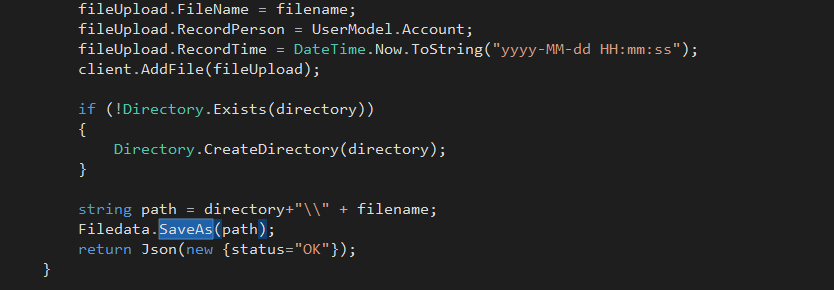 fileUpload.FileName = filename;
fileUpload.RecordPerson = UserModel.Account;
fileUpload.RecordTime = DateTime.Now.ToString("yyyy-MM-dd HH:mm:ss");
client.AddFile(fileUpload);
if (!Directory.Exists(directory))
{
Directory.CreateDirectory(directory);
}
string path = directory+"\\" + filename;
Filedata.SaveAs(path);
return Json(new {status="OK"});
}